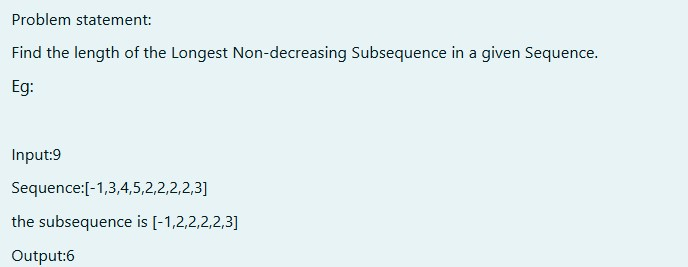 Problem statement:
Find the length of the Longest Non-decreasing Subsequence in a given Sequence.
Eg:
Input:9
Sequence:[-1,3,4,5,2,2,2,2,3]
the subsequence is [-1,2,2,2,2,3]
Output:6